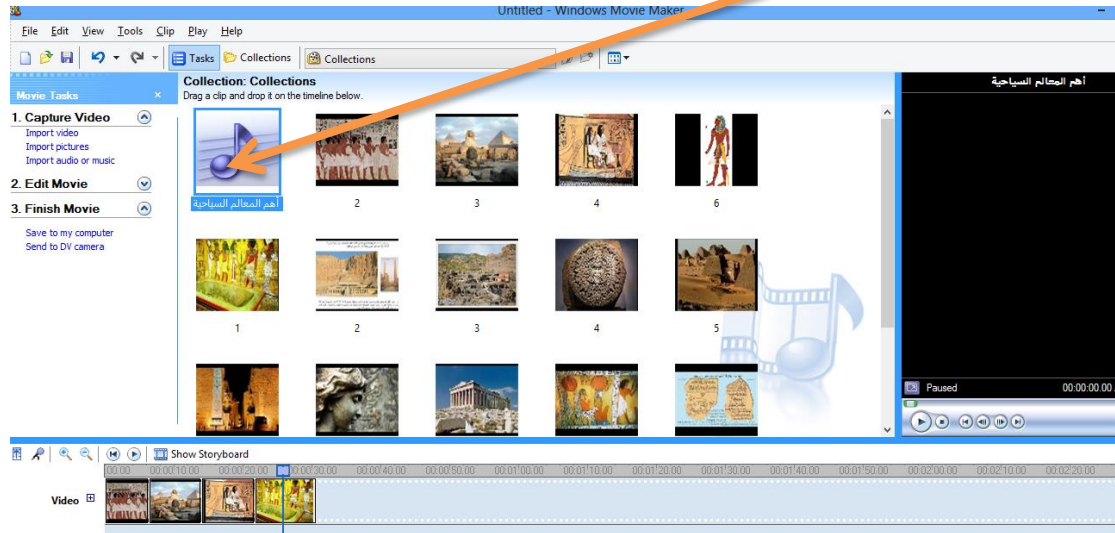 Untitled - Windows Movie Maker
File Edit View Tools Clip Play Help
Tasks Collections Collections
Collection: Collections
Drag a clip and drop it on the timeline below.
Movie Tasks
1. Capture Video
Import video
Import pictures
Import audio or music
2. Edit Movie
3. Finish Movie
Save to my computer
Send to DV camera
أهم المعالم السياحية
2
3
4
6
1
2
3
4
5
أهم المعالم السياحية
Paused 00:00:00.00
Show Storyboard
00:00 00:00:10.00 00:00:20.00 00:00:30.00 00:00:40.00 00:00:50.00 00:01:00.00 00:01:10.00 00:01:20.00 00:01:30.00 00:01:40.00 00:01:50.00 00:02:00.00 00:02:10.00 00:02:20.00
Video